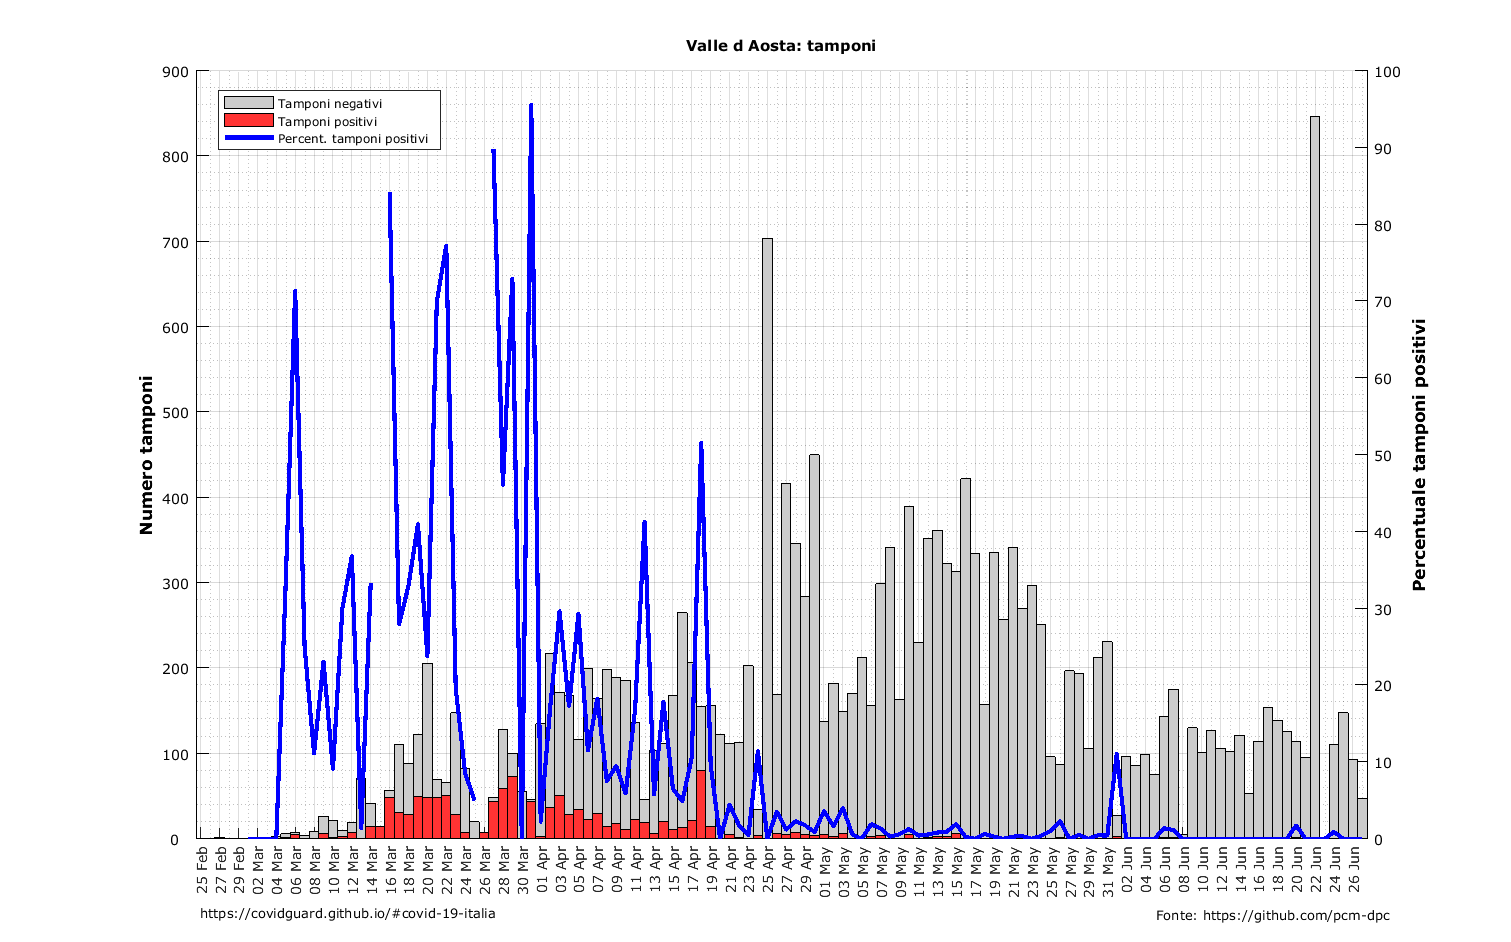 Valle d Aosta: tamponi
Tamponi negativi
Tamponi positivi
Percent. tamponi positivi
Numero tamponi
900
800
700
600
500
400
300
200
100
0
100
90
80
70
60
50
40
30
20
10
0
Percentuale tamponi positivi
25 Feb
27 Feb
29 Feb
02 Mar
04 Mar
06 Mar
08 Mar
10 Mar
12 Mar
14 Mar
16 Mar
18 Mar
20 Mar
22 Mar
24 Mar
26 Mar
28 Mar
30 Mar
01 Apr
03 Apr
05 Apr
07 Apr
09 Apr
11 Apr
13 Apr
15 Apr
17 Apr
19 Apr
21 Apr
23 Apr
25 Apr
27 Apr
29 Apr
01 May
03 May
05 May
07 May
09 May
11 May
13 May
15 May
17 May
19 May
21 May
23 May
25 May
27 May
29 May
31 May
02 Jun
04 Jun
06 Jun
08 Jun
10 Jun
12 Jun
14 Jun
16 Jun
18 Jun
20 Jun
22 Jun
24 Jun
26 Jun
https://covidguard.github.io/#covid-19-italia
Fonte: https://github.com/pcm-dpc